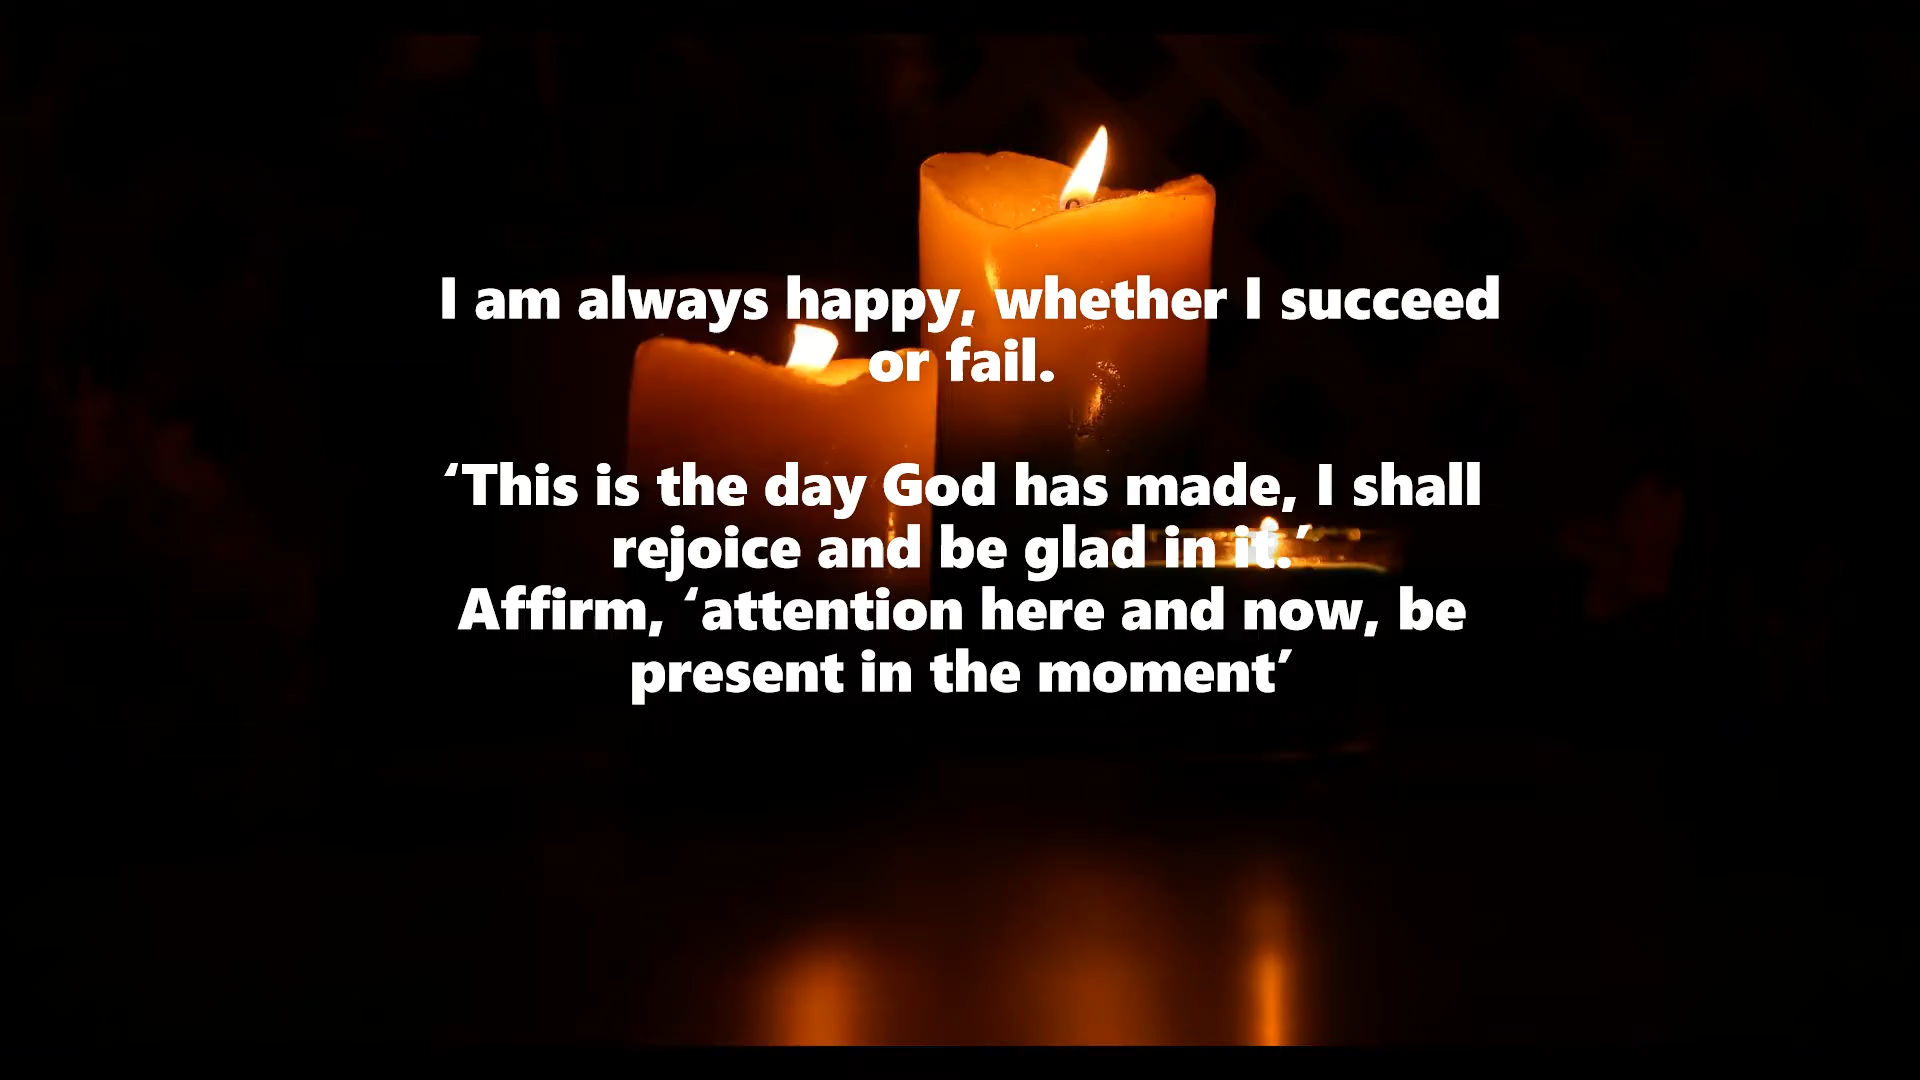 I am always happy, whether I succeed
or fail.
‘This is the day God has made, I shall
rejoice and be glad in it.’
Affirm, ‘attention here and now, be
present in the moment’